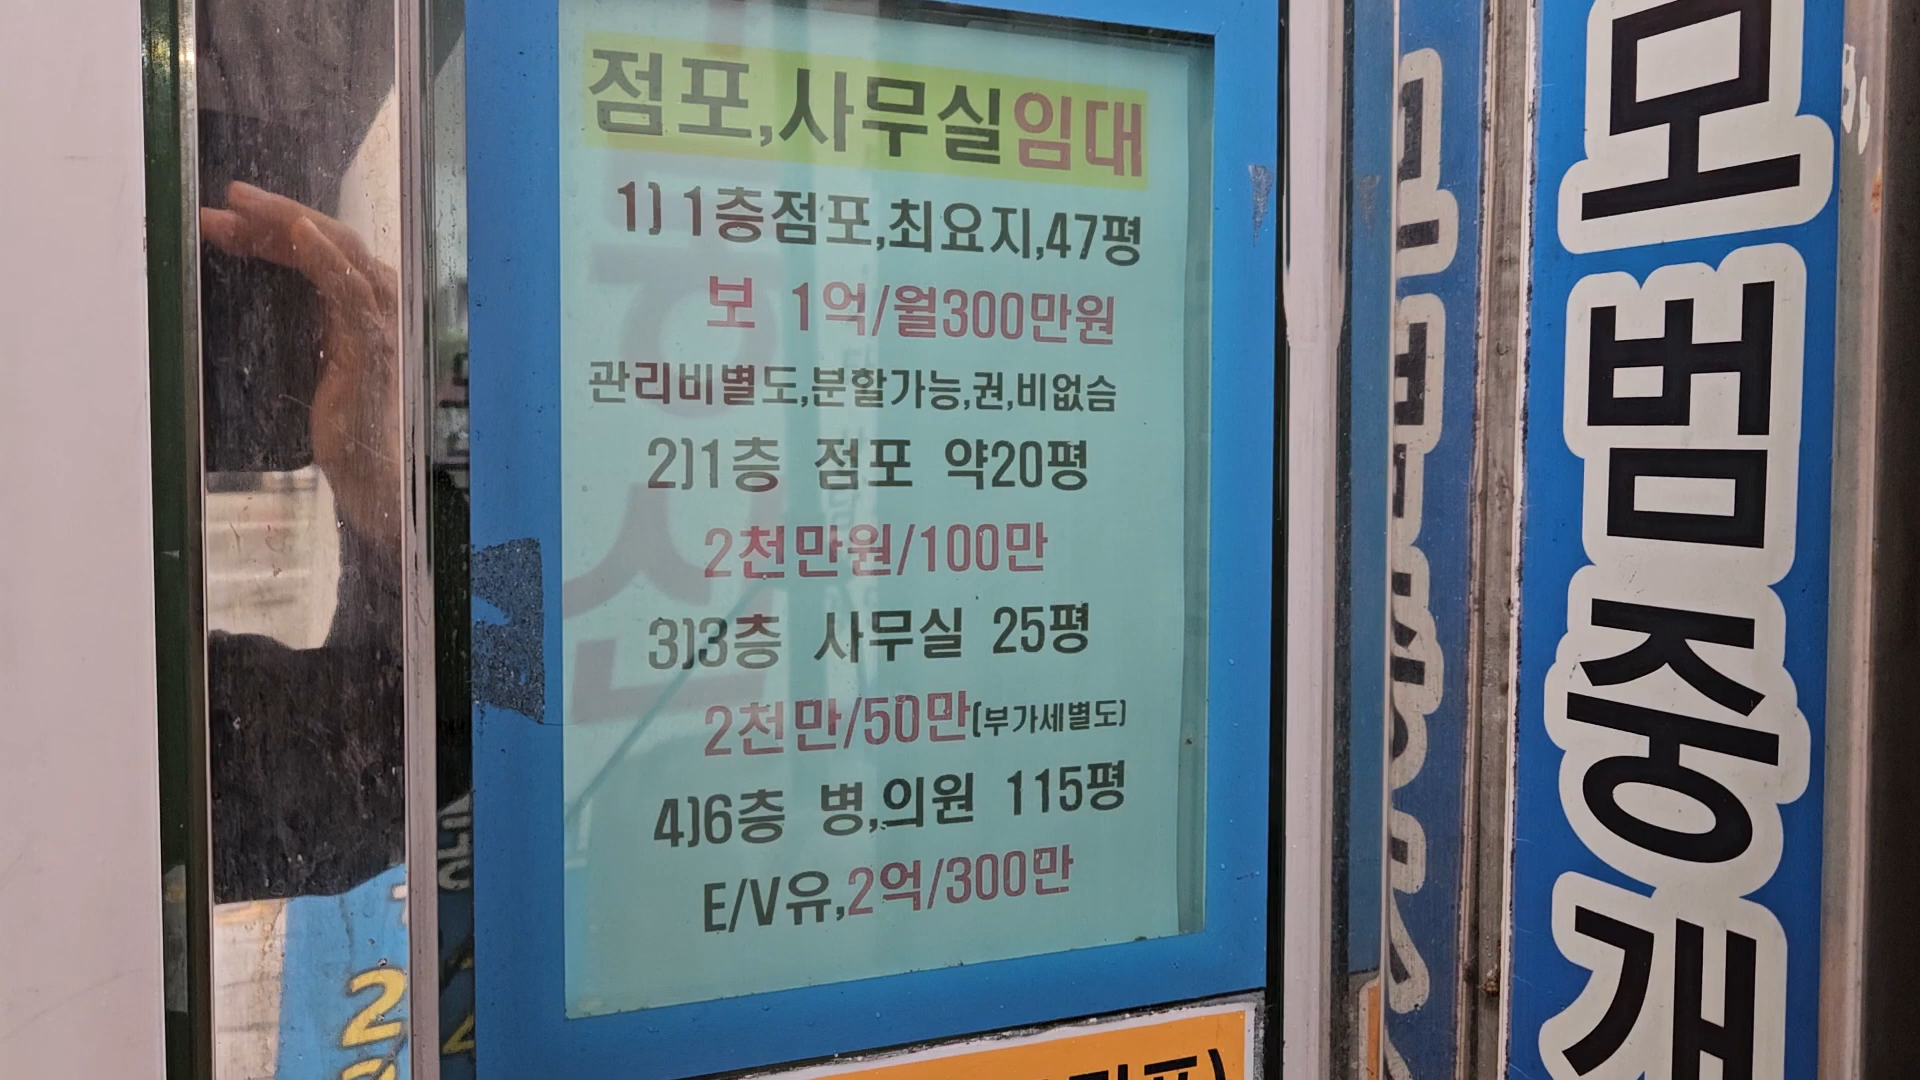 점포,사무실임대
1) 1층점포,최요지,47평
보 1억/월300만원
관리비별도,분할가능,권,비없슴
2)1층 점포 약20평
2천만원/100만
3)3층 사무실 25평
2천만/50만(부가세별도)
4)6층 병,의원 115평
E/V유,2억/300만
모범중개